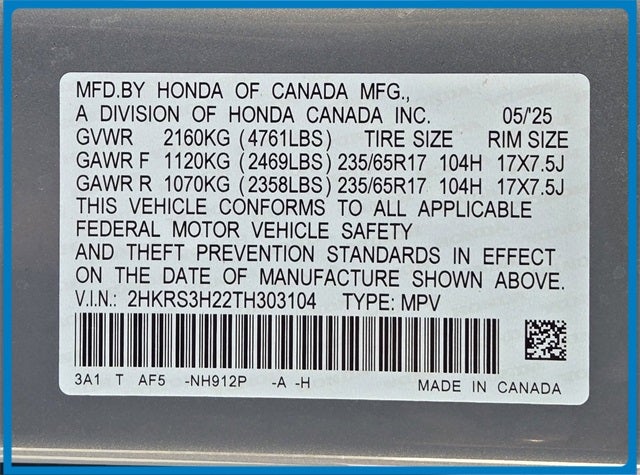 MFD.BY HONDA OF CANADA MFG.,
A DIVISION OF HONDA CANADA INC. 05/'25
GVWR 2160KG (4761LBS) TIRE SIZE RIM SIZE
GAWR F 1120KG (2469LBS) 235/65R17 104H 17X7.5J
GAWR R 1070KG (2358LBS) 235/65R17 104H 17X7.5J
THIS VEHICLE CONFORMS TO ALL APPLICABLE
FEDERAL MOTOR VEHICLE SAFETY
AND THEFT PREVENTION STANDARDS IN EFFECT
ON THE DATE OF MANUFACTURE SHOWN ABOVE.
V.I.N.: 2HKRS3H22TH303104 TYPE: MPV
3A1 T AF5 -NH912P -A -H MADE IN CANADA